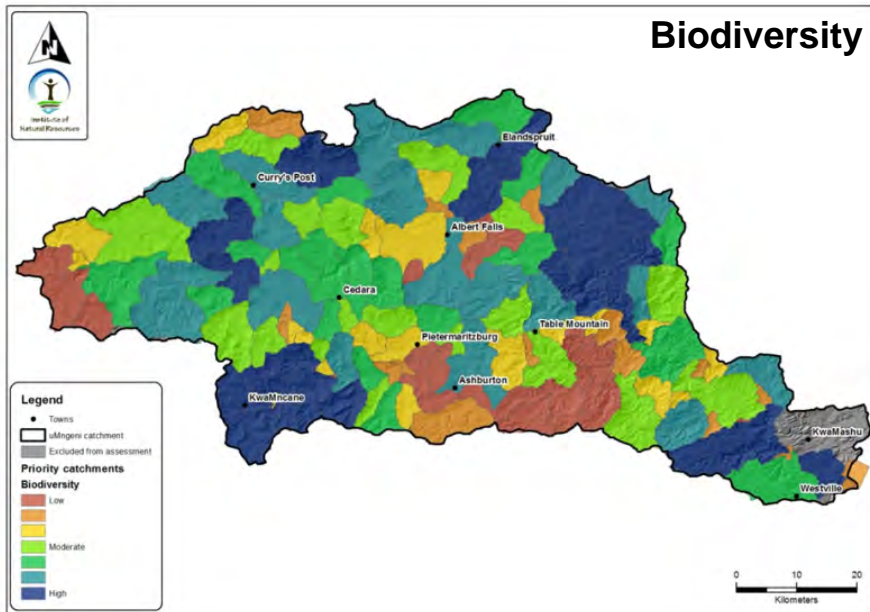 Biodiversity
N
Institute of
Natural Resources
Elandspruit
Curry's Post
Albert Falls
Cedara
Table Mountain
Pietermaritzburg
Ashburton
KwaMncane
KwaMashu
Westville
Legend
Towns
uMngeni catchment
Excluded from assessment
Priority catchments
Biodiversity
Low
Moderate
High
0 10 20
Kilometers